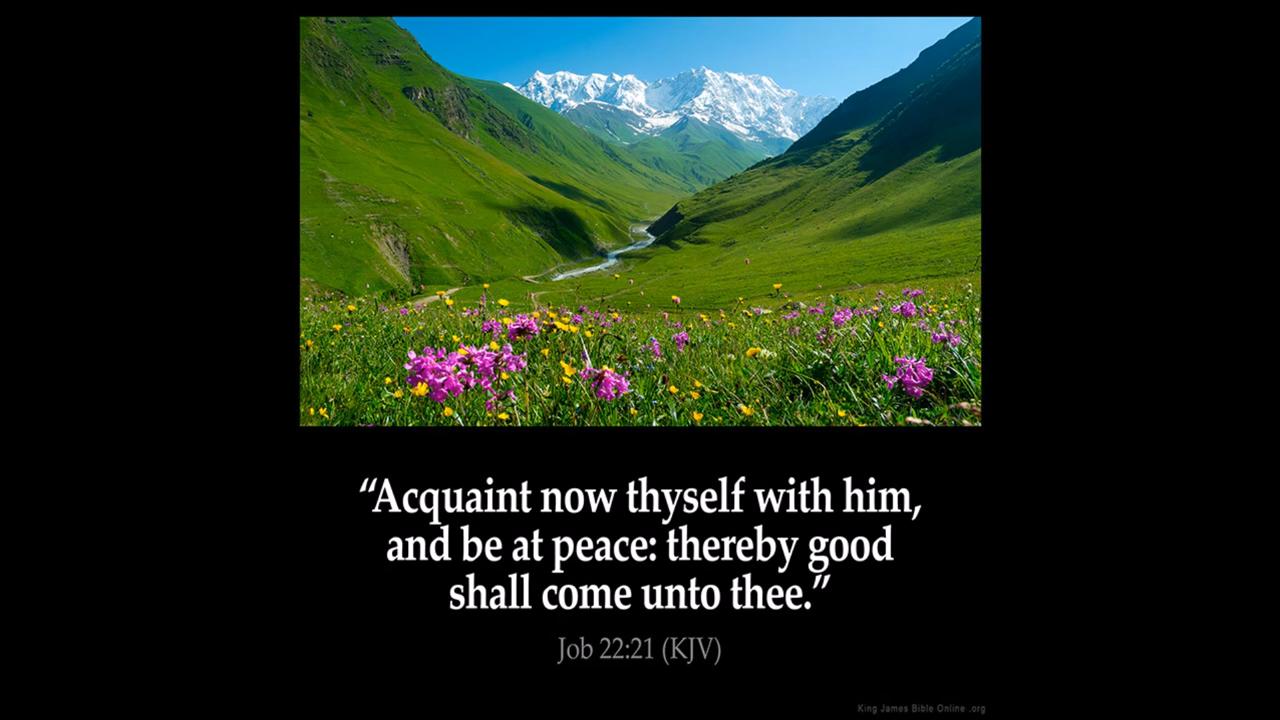 “Acquaint now thyself with him,
and be at peace: thereby good
shall come unto thee.”
Job 22:21 (KJV)
King James Bible Online .org